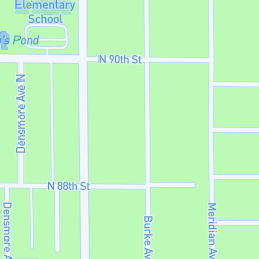 Elementary
School
's Pond
N 90th St
Densmore Ave N
N 88th St
Densmore A
Burke Av
Meridian Av